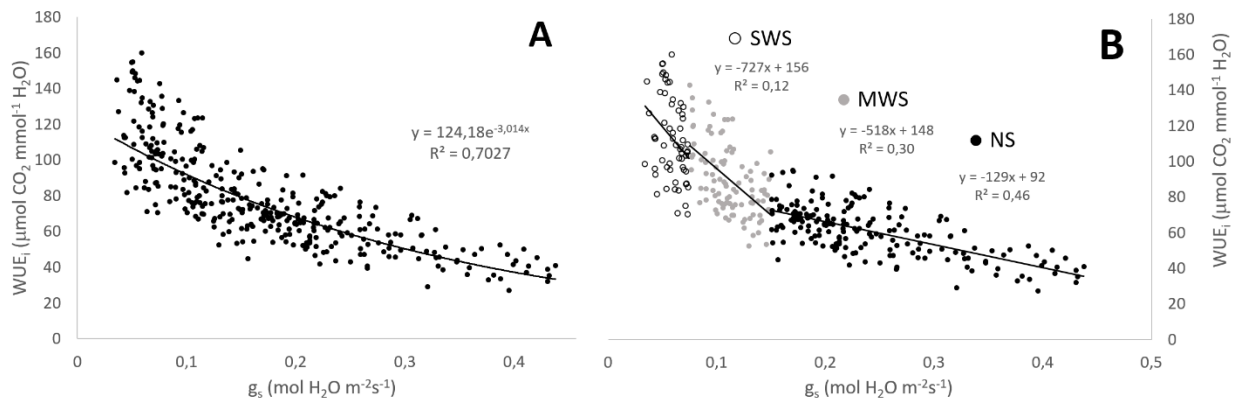 A
WUEi (µmol CO2 mmol-1 H2O)
180
160
140
120
100
80
60
40
20
0
y = 124,18e-3,014x
R² = 0,7027
0
0,1
0,2
0,3
0,4
gs (mol H2O m-2s-1)
B
SWS
y = -727x + 156
R² = 0,12
MWS
y = -518x + 148
R² = 0,30
NS
y = -129x + 92
R² = 0,46
180
160
140
120
100
80
60
40
20
0
WUEi (µmol CO2 mmol-1 H2O)
0
0,1
0,2
0,3
0,4
0,5
gs (mol H2O m-2s-1)